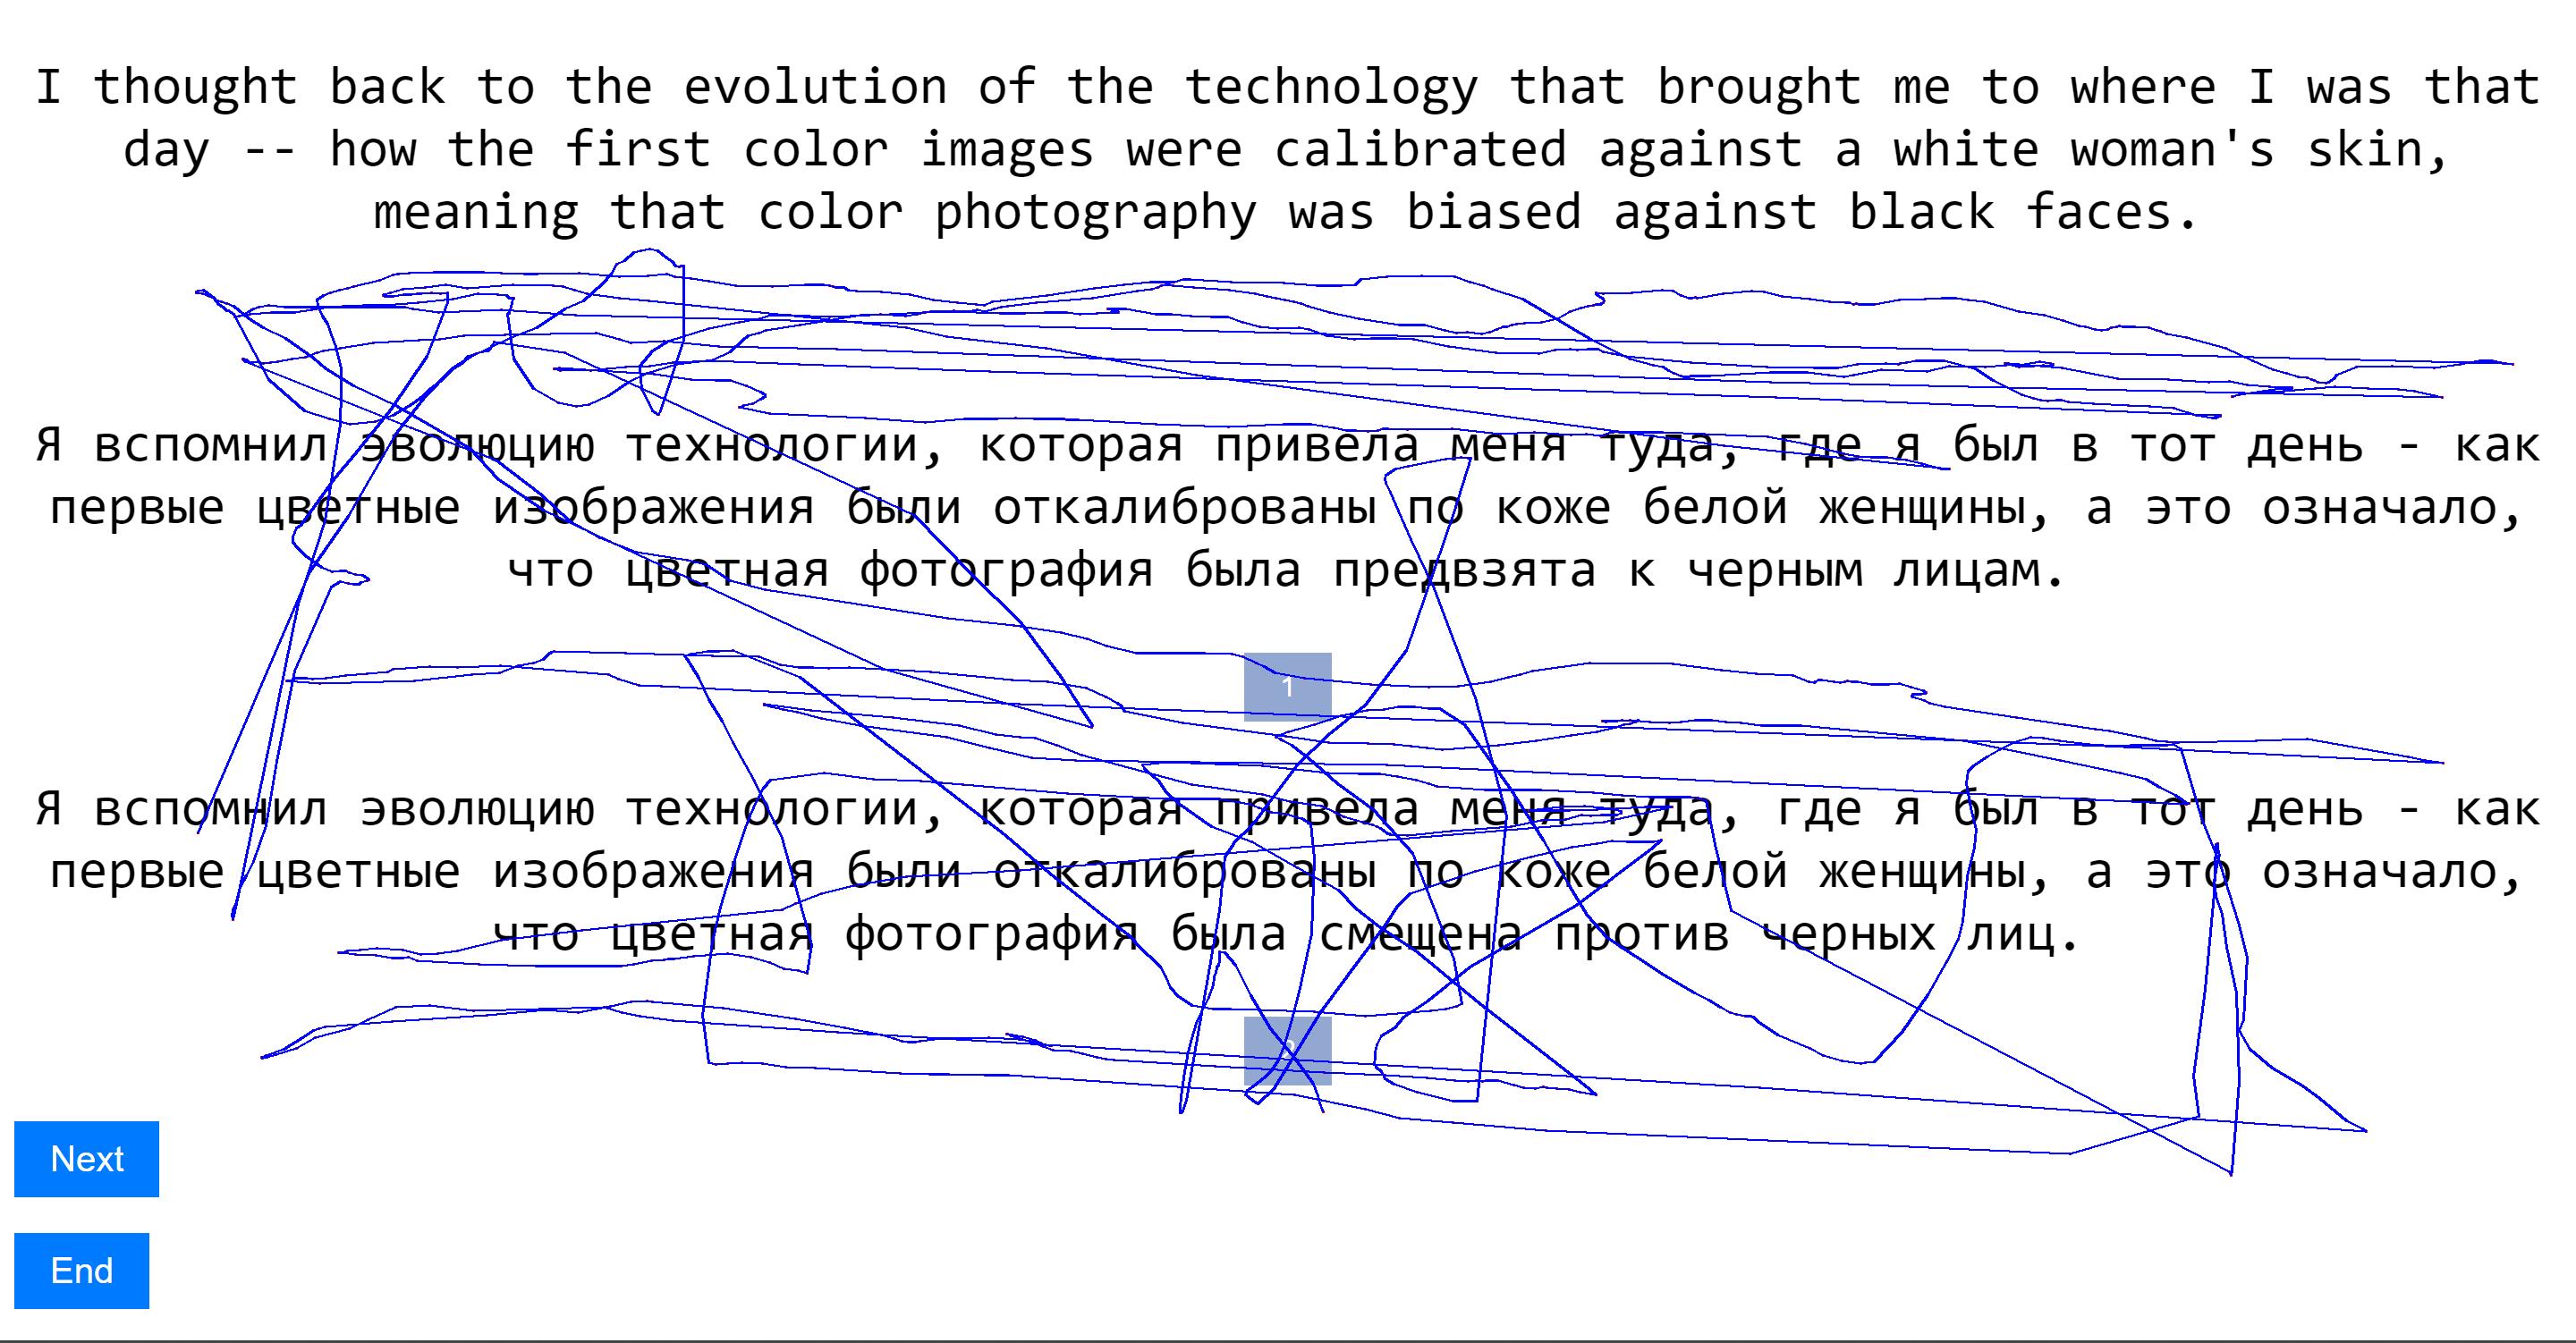 I thought back to the evolution of the technology that brought me to where I was that
day -- how the first color images were calibrated against a white woman's skin,
meaning that color photography was biased against black faces.
Я вспомнил эволюцию технологии, которая привела меня туда, где я был в тот день - как
первые цветные изображения были откалиброваны по коже белой женщины, а это означало,
что цветная фотография была предвзята к черным лицам.
1
Я вспомнил эволюцию технологии, которая привела меня туда, где я был в тот день - как
первые цветные изображения были откалиброваны по коже белой женщины, а это означало,
что цветная фотография была смещена против черных лиц.
2
Next
End